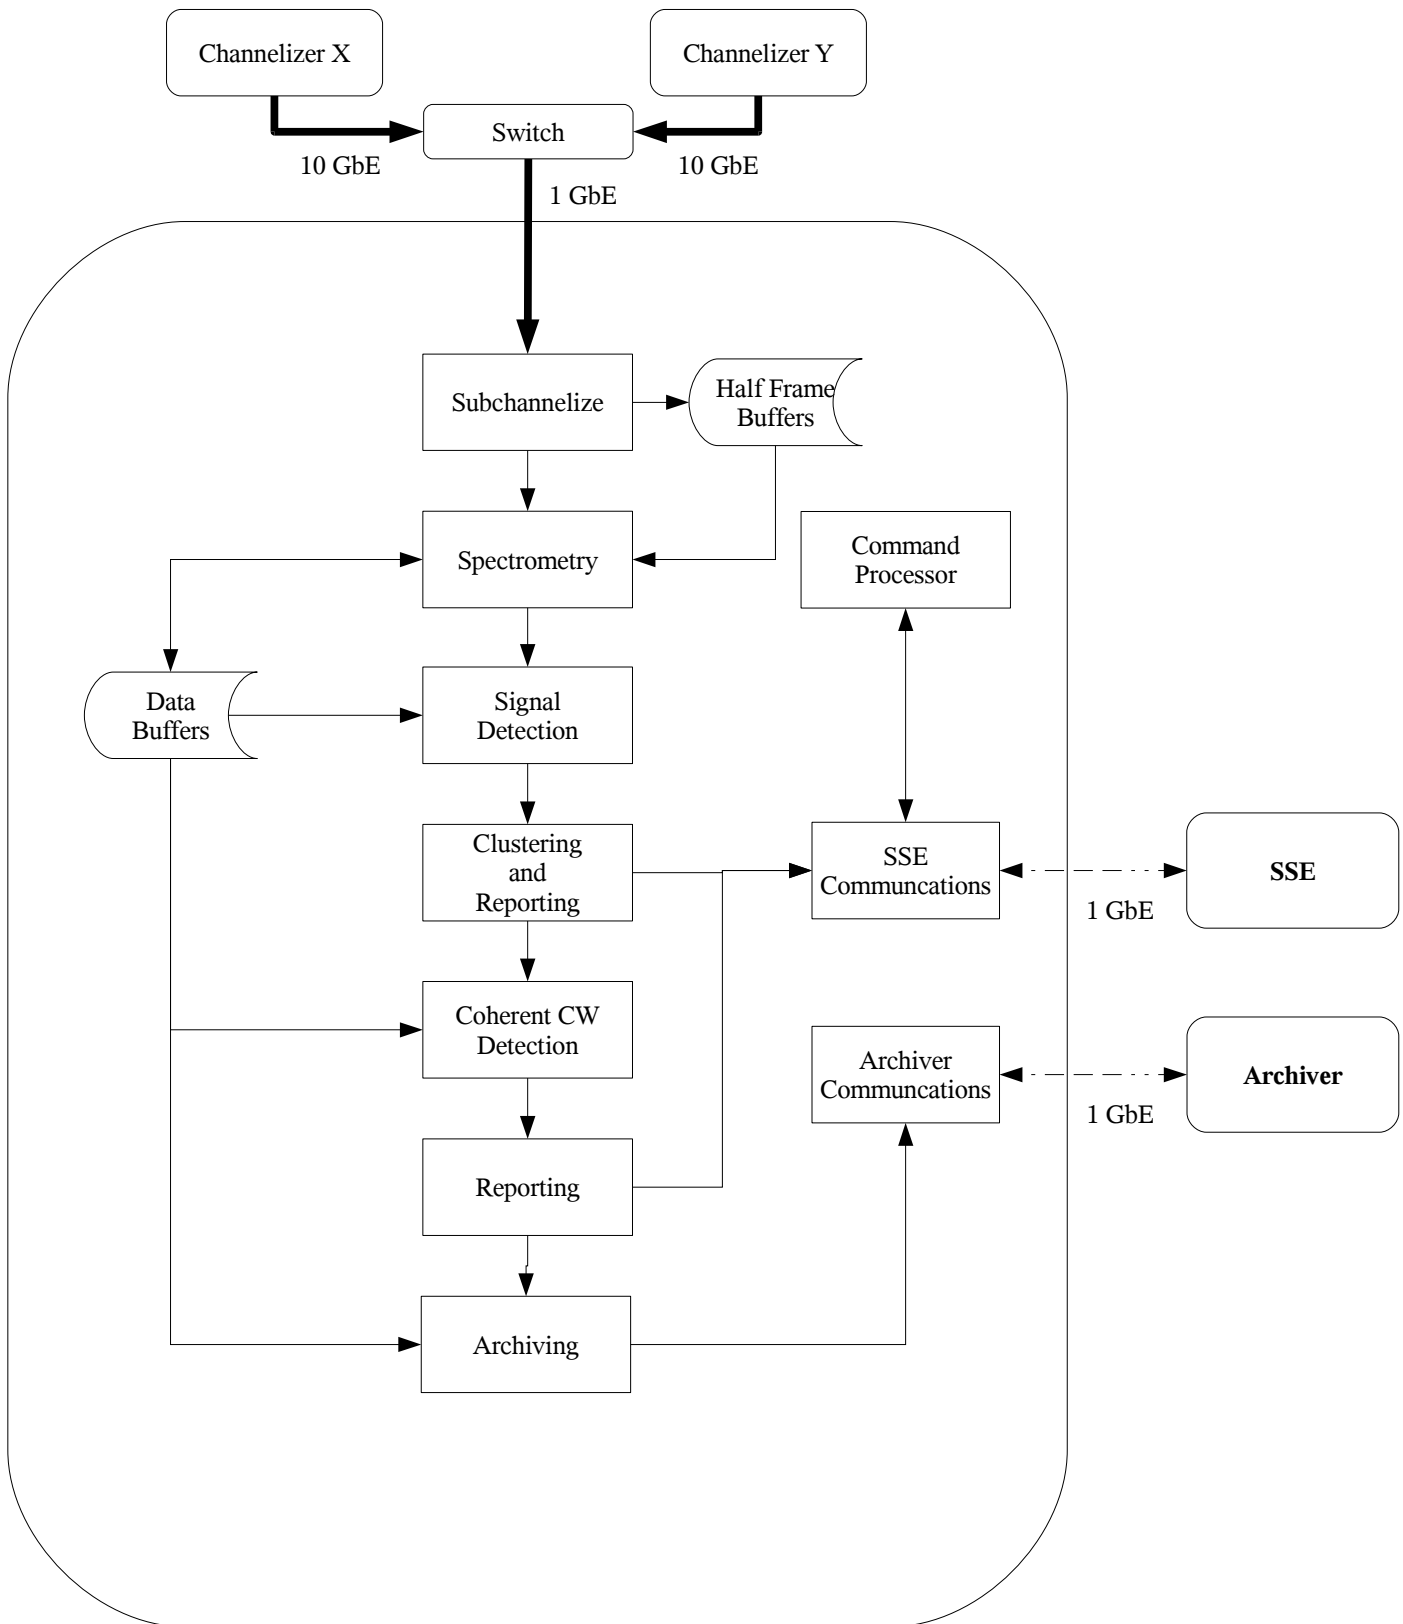 Channelizer X
Channelizer Y
Switch
10 GbE
10 GbE
1 GbE
Subchannelize
Half Frame
Buffers
Spectrometry
Command
Processor
Data
Buffers
Signal
Detection
Clustering
and
Reporting
SSE
Communcations
SSE
1 GbE
Coherent CW
Detection
Archiver
Communcations
Archiver
1 GbE
Reporting
Archiving